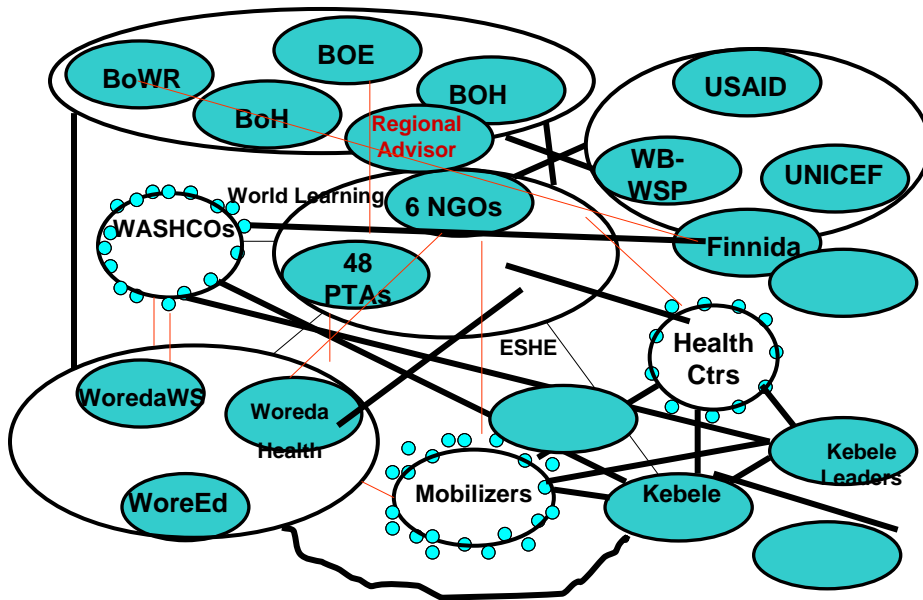 BOE
BoWR
BOH
BoH
USAID
Regional
Advisor
WB-
WSP
UNICEF
World Learning
6 NGOs
WASHCOs
Finnida
48
PTAs
ESHE
Health
Ctrs
WoredaWS
Woreda
Health
Kebele
Leaders
Mobilizers
Kebele
WoreEd